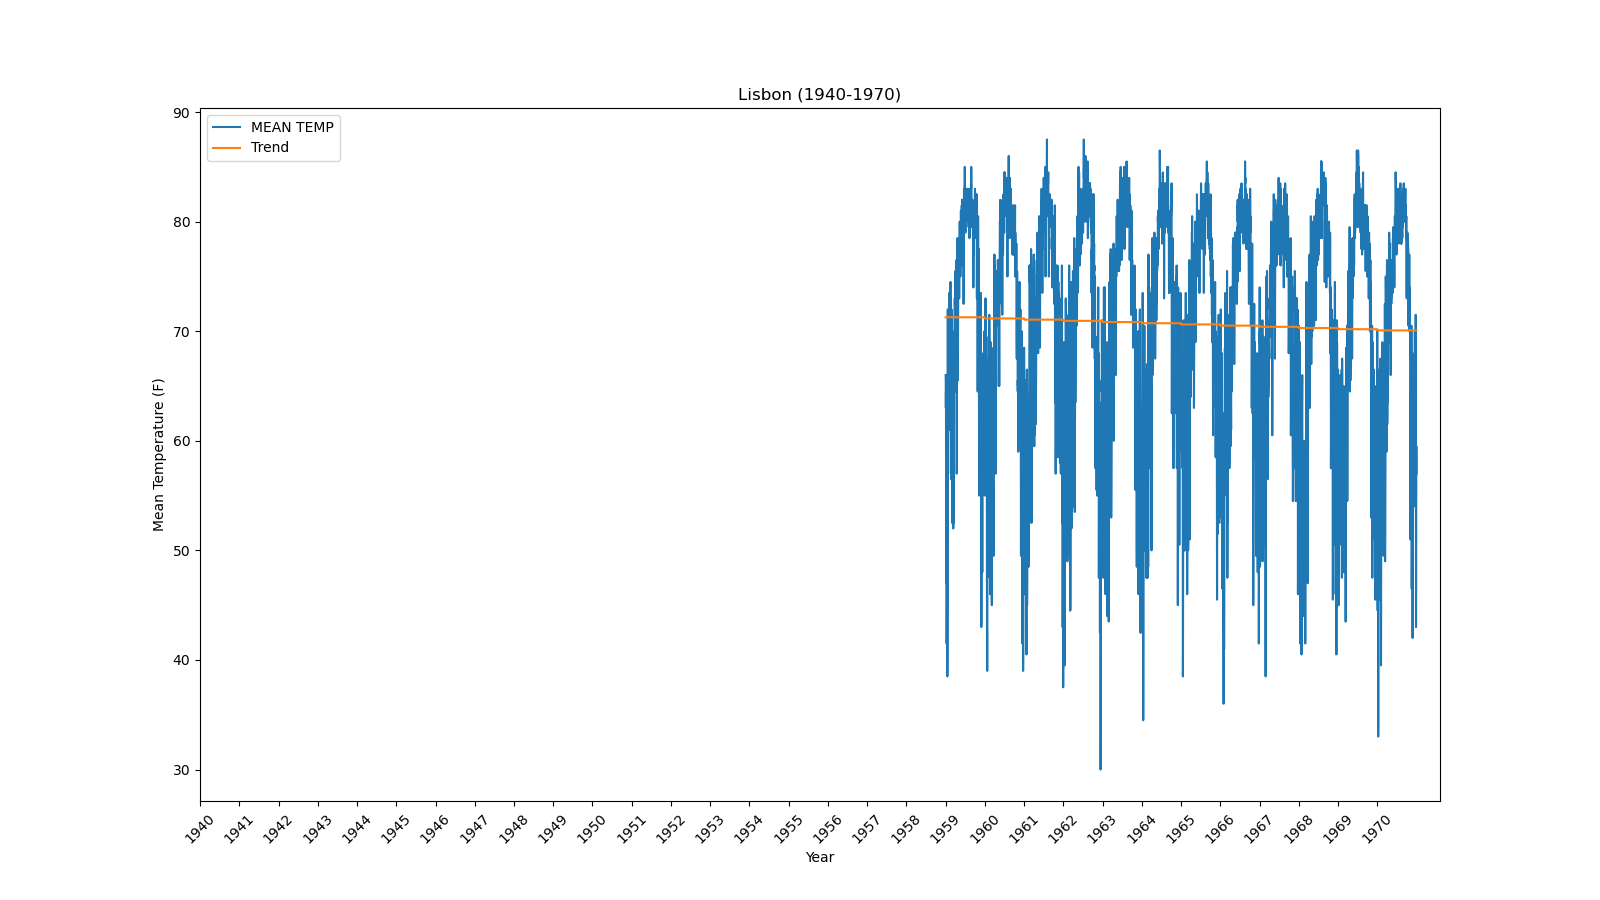 Lisbon (1940-1970)
MEAN TEMP
Trend
Mean Temperature (F)
90
80
70
60
50
40
30
1940 1941 1942 1943 1944 1945 1946 1947 1948 1949 1950 1951 1952 1953 1954 1955 1956 1957 1958 1959 1960 1961 1962 1963 1964 1965 1966 1967 1968 1969 1970
Year